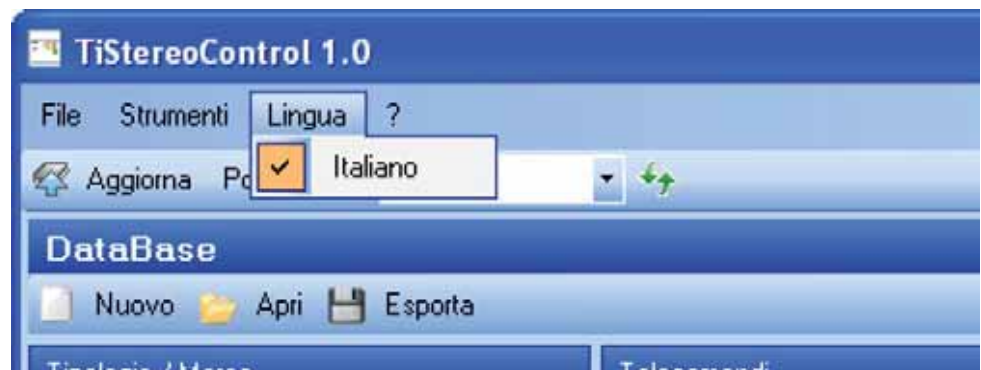 TiStereoControl 1.0
File Strumenti Lingua ?
Italiano
Aggiorna
DataBase
Nuovo Apri Esporta